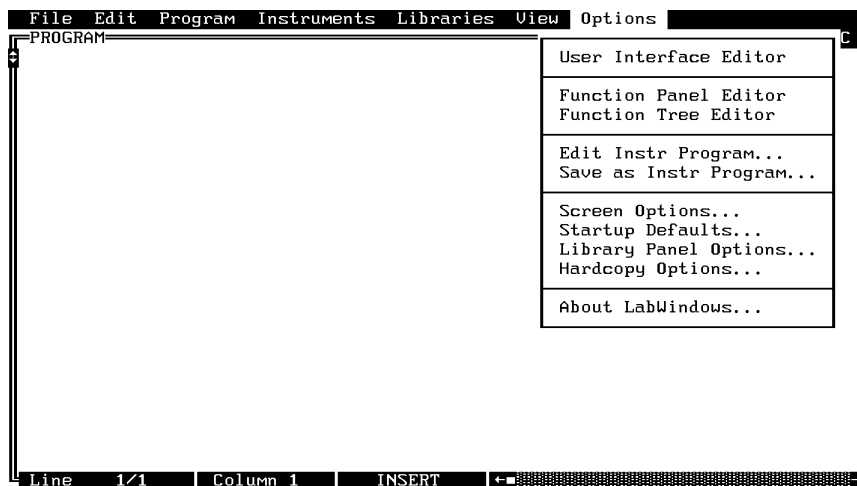 File Edit Program Instruments Libraries View Options
PROGRAM
C
User Interface Editor
Function Panel Editor
Function Tree Editor
Edit Instr Program...
Save as Instr Program...
Screen Options...
Startup Defaults...
Library Panel Options...
Hardcopy Options...
About LabWindows...
Line 1/1 Column 1 INSERT